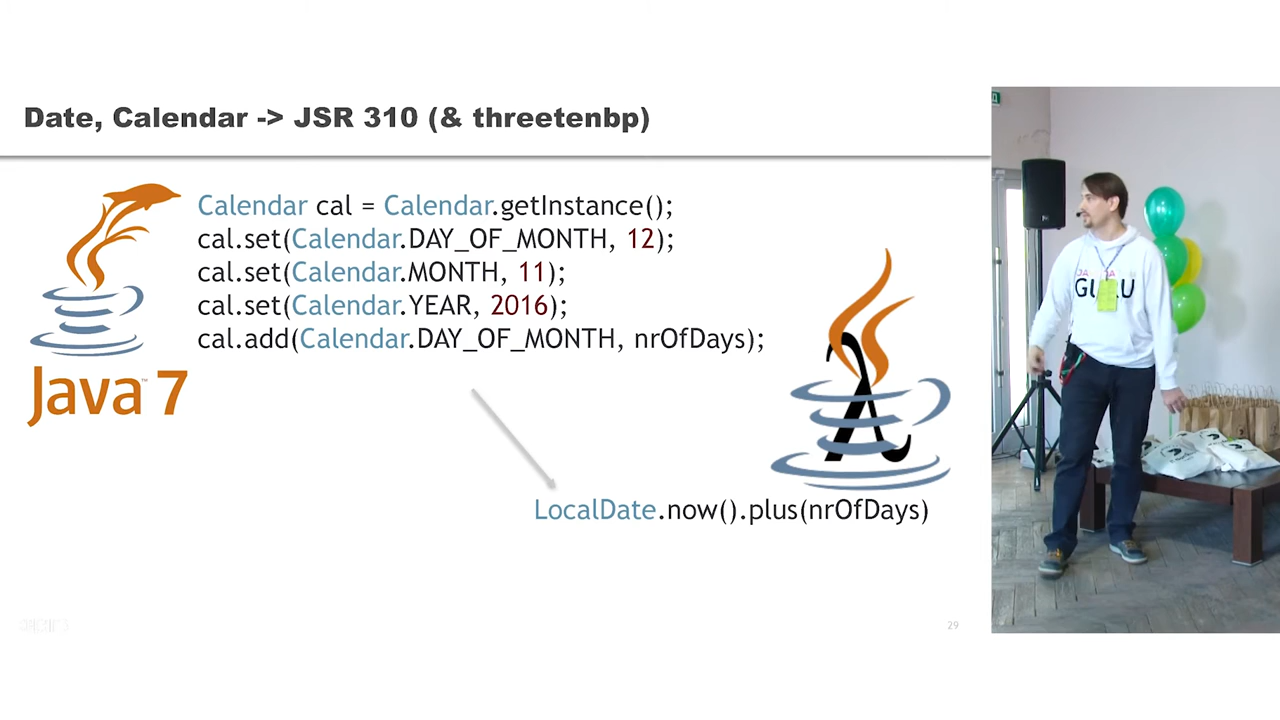 Date, Calendar -> JSR 310 (& threetenbp)
Calendar cal = Calendar.getInstance();
cal.set(Calendar.DAY_OF_MONTH, 12);
cal.set(Calendar.MONTH, 11);
cal.set(Calendar.YEAR, 2016);
cal.add(Calendar.DAY_OF_MONTH, nrOfDays);
Java™ 7
LocalDate.now().plus(nrOfDays)
29